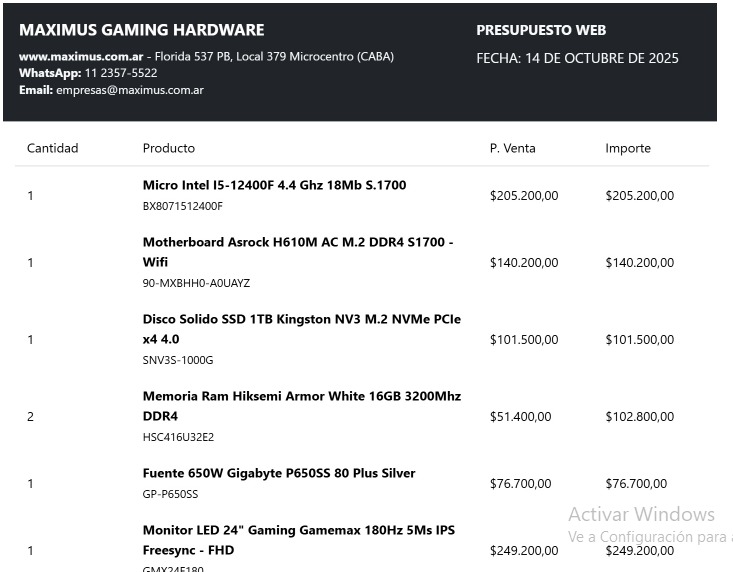 MAXIMUS GAMING HARDWARE
PRESUPUESTO WEB
www.maximus.com.ar - Florida 537 PB, Local 379 Microcentro (CABA)
FECHA: 14 DE OCTUBRE DE 2025
WhatsApp: 11 2357-5522
Email: empresas@maximus.com.ar
Cantidad Producto P. Venta Importe
Micro Intel I5-12400F 4.4 Ghz 18Mb S.1700
1 $205.200,00 $205.200,00
BX8071512400F
Motherboard Asrock H610M AC M.2 DDR4 S1700 -
1 Wifi $140.200,00 $140.200,00
90-MXBHH0-A0UAYZ
Disco Solido SSD 1TB Kingston NV3 M.2 NVMe PCIe
1 x4 4.0 $101.500,00 $101.500,00
SNV3S-1000G
Memoria Ram Hiksemi Armor White 16GB 3200Mhz
2 DDR4 $51.400,00 $102.800,00
HSC416U32E2
Fuente 650W Gigabyte P650SS 80 Plus Silver
1 $76.700,00 $76.700,00
GP-P650SS
Activar Windows
Monitor LED 24" Gaming Gamemax 180Hz 5Ms IPS
Ve a Configuración para
1 Freesync - FHD $249.200,00 $249.200,00
GMX24F180